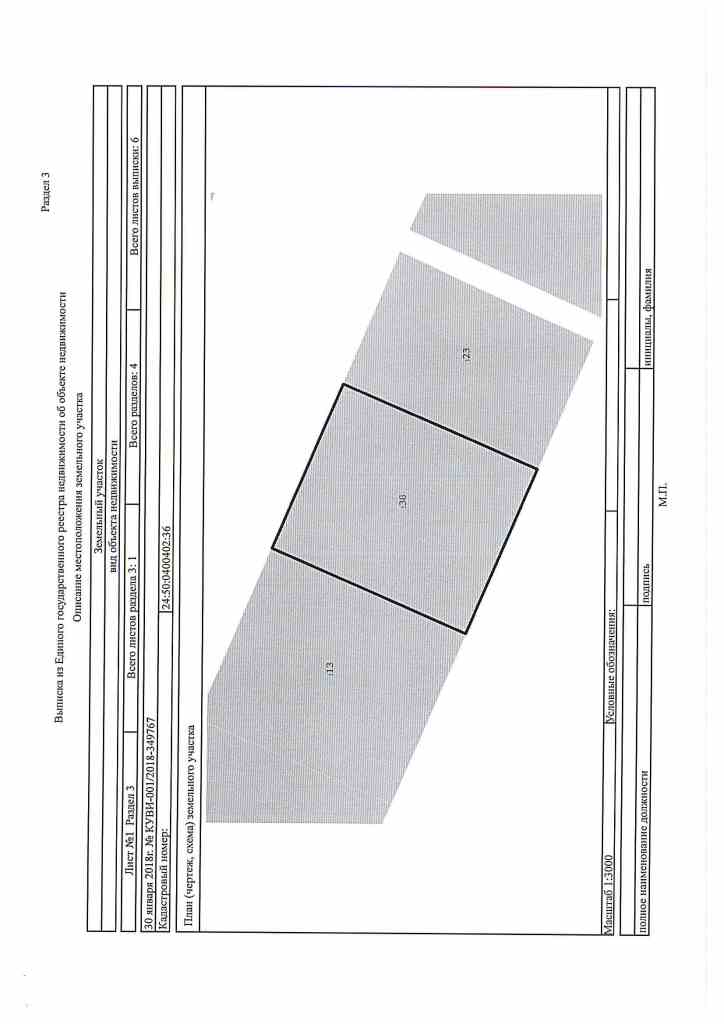 Раздел 3
Выписка из Единого государственного реестра недвижимости об объекте недвижимости
Описание местоположения земельного участка
Земельный участок
вид объекта недвижимости
Лист №1 Раздел 3 Всего листов раздела 3: 1 Всего разделов: 4 Всего листов выписки: 6
30 января 2018г. № КУВИ-001/2018-349767
Кадастровый номер: 24:50:0400402:36
План (чертеж, схема) земельного участка
:13
:36
:23
Масштаб 1:3000 Условные обозначения:
полное наименование должности подпись инициалы, фамилия
М.П.